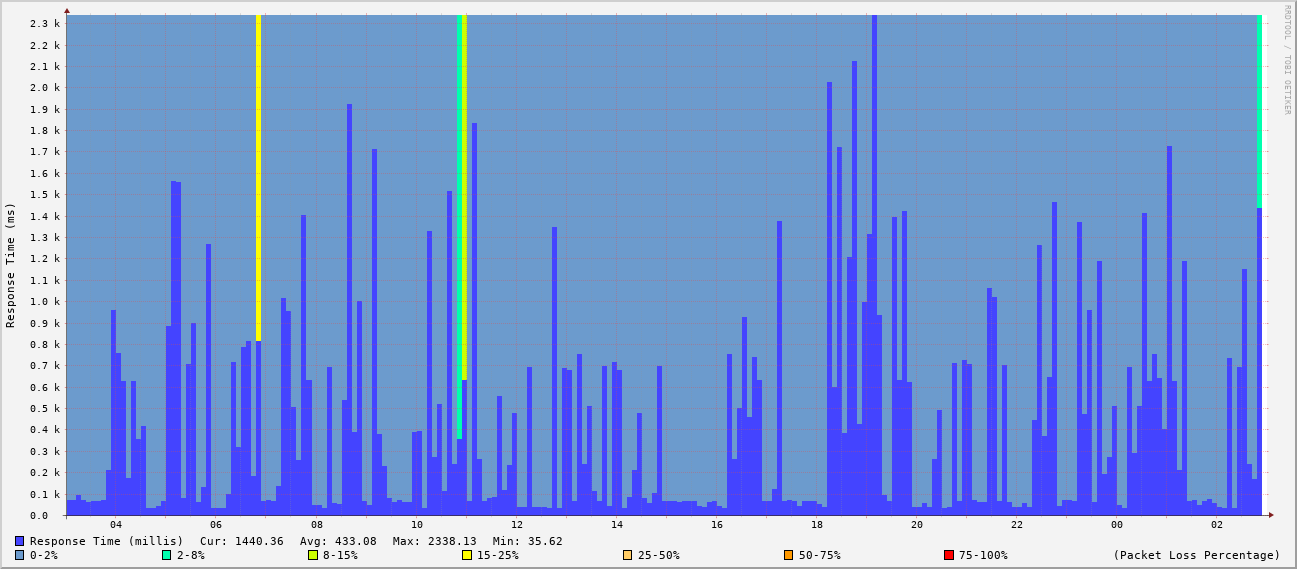 RRDTOOL / TOBI OETIKER
Response Time (ms)
2.3 k
2.2 k
2.1 k
2.0 k
1.9 k
1.8 k
1.7 k
1.6 k
1.5 k
1.4 k
1.3 k
1.2 k
1.1 k
1.0 k
0.9 k
0.8 k
0.7 k
0.6 k
0.5 k
0.4 k
0.3 k
0.2 k
0.1 k
0.0
04 06 08 10 12 14 16 18 20 22 00 02
Response Time (millis) Cur: 1440.36 Avg: 433.08 Max: 2338.13 Min: 35.62
0-2% 2-8% 8-15% 15-25% 25-50% 50-75% 75-100% (Packet Loss Percentage)